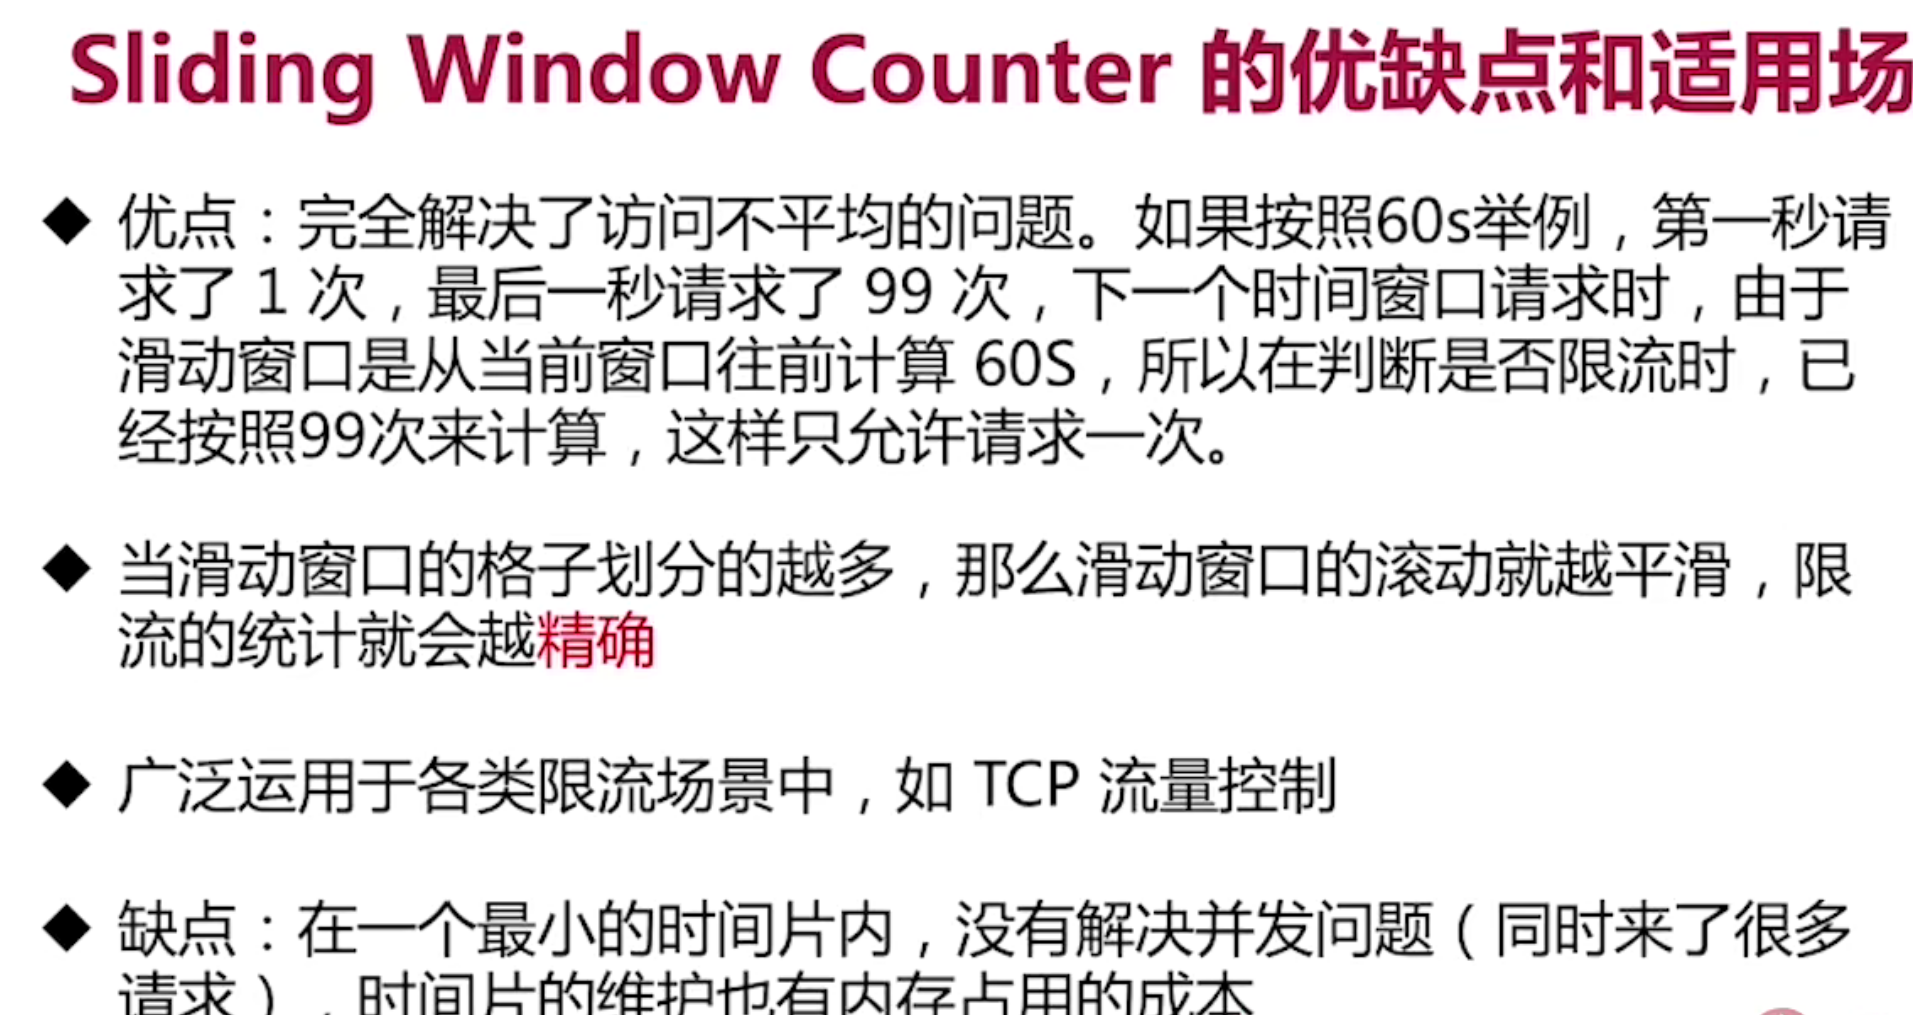 Sliding Window Counter 的优缺点和适用场
◆ 优点：完全解决了访问不平均的问题。如果按照60s举例，第一秒请
求了 1 次，最后一秒请求了 99 次，下一个时间窗口请求时，由于
滑动窗口是从当前窗口往前计算 60S，所以在判断是否限流时，已
经按照99次来计算，这样只允许请求一次。
◆ 当滑动窗口的格子划分的越多，那么滑动窗口的滚动就越平滑，限
流的统计就会越精确
◆ 广泛运用于各类限流场景中，如 TCP 流量控制
◆ 缺点：在一个最小的时间片内，没有解决并发问题（同时来了很多
请求），时间片的维护也有内存占用的成本